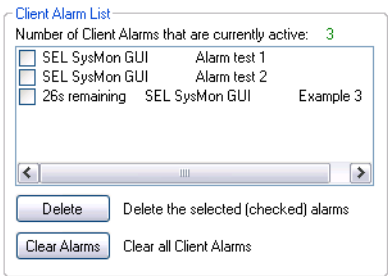 Client Alarm List
Number of Client Alarms that are currently active: 3
SEL SysMon GUI Alarm test 1
SEL SysMon GUI Alarm test 2
26s remaining SEL SysMon GUI Example 3
Delete Delete the selected (checked) alarms
Clear Alarms Clear all Client Alarms